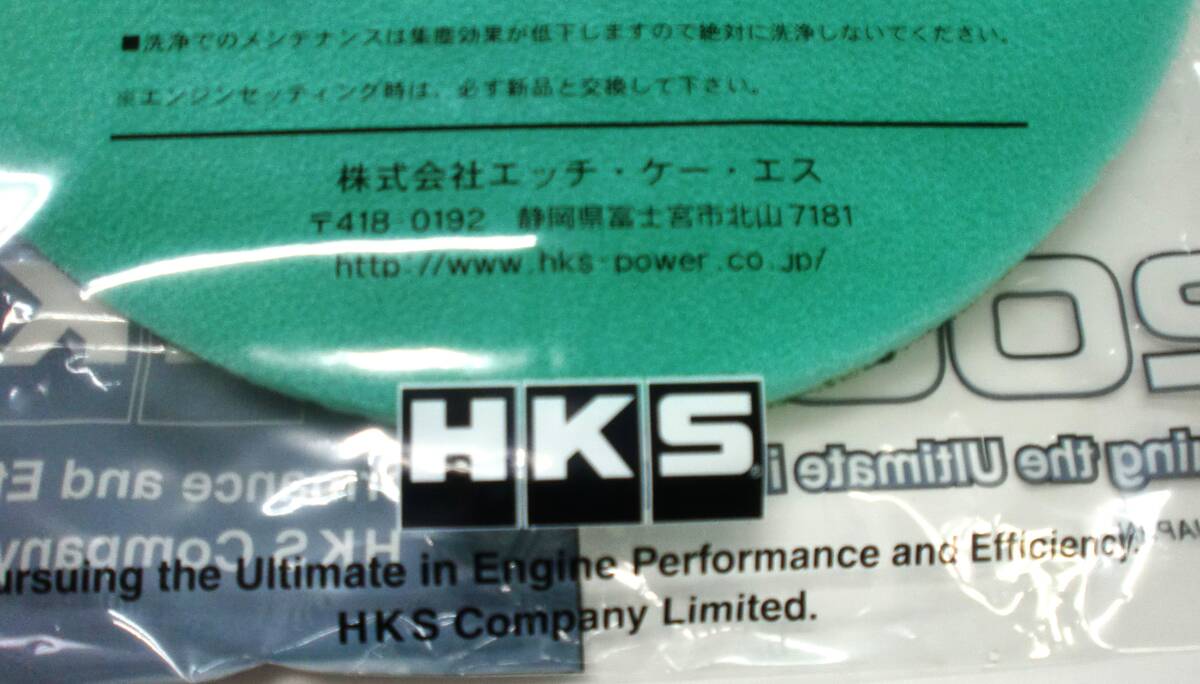 ■洗浄でのメンテナンスは集塵効果が低下しますので絶対に洗浄しないでください。
※エンジンセッティング時は、必ず新品と交換して下さい。
株式会社エッチ・ケー・エス
〒418-0192 静岡県富士宮市北山7181
http://www.hks-power.co.jp/
HKS
ursuing the Ultimate in Engine Performance and Efficiency.
HKS Company Limited.